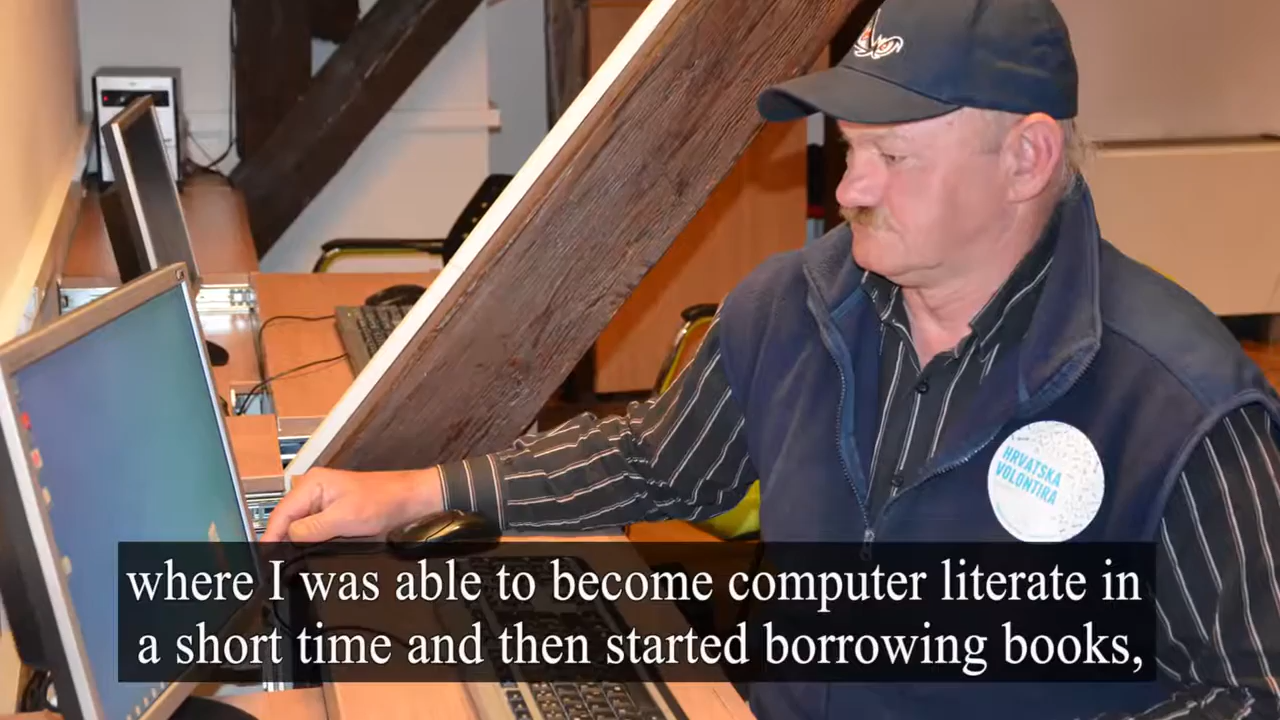 HRVATSKA
VOLONTIRA
where I was able to become computer literate in
a short time and then started borrowing books,